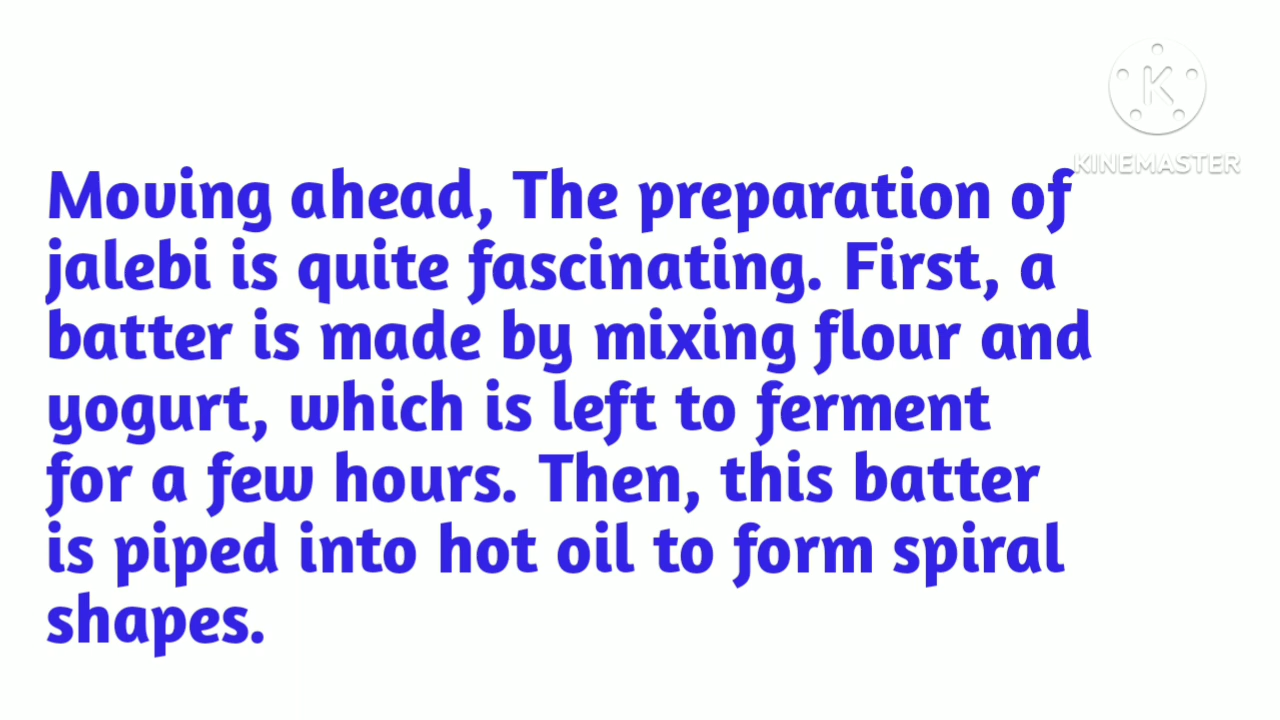 K
KINEMASTER
Moving ahead, The preparation of
jalebi is quite fascinating. First, a
batter is made by mixing flour and
yogurt, which is left to ferment
for a few hours. Then, this batter
is piped into hot oil to form spiral
shapes.